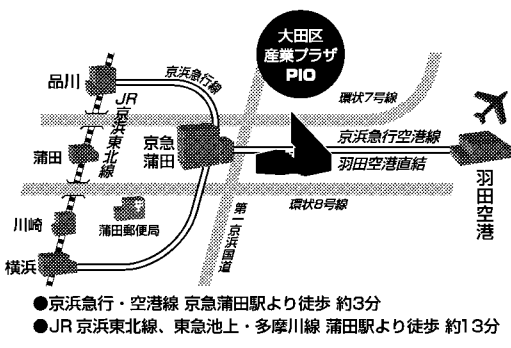 大田区
産業プラザ
PiO
品川
京浜急行線
JR京浜東北線
環状7号線
蒲田
京急
蒲田
京浜急行空港線
羽田空港直結
羽田空港
川崎
蒲田郵便局
第一京浜国道
環状8号線
横浜
●京浜急行・空港線 京急蒲田駅より徒歩 約3分
●JR 京浜東北線、東急池上・多摩川線 蒲田駅より徒歩 約13分